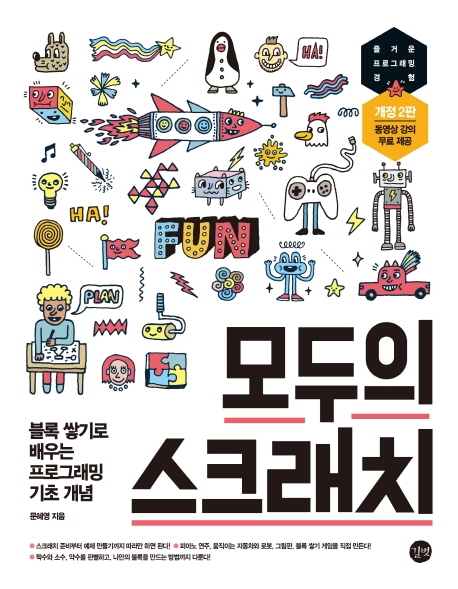 즐거운
프로그래밍
경험
개정 2판
동영상 강의
무료 제공
HA!
HA!
FUN
PLAN
모두의
스크래치
블록 쌓기로
배우는
프로그래밍
기초 개념
문혜영 지음
스크래치 준비부터 예제 만들기까지 따라만 하면 된다! 피아노 연주, 움직이는 자동차와 로봇, 그림판, 블록 쌓기 게임을 직접 만든다!
짝수와 소수, 약수를 판별하고, 나만의 블록을 만드는 방법까지 다룬다!
길벗